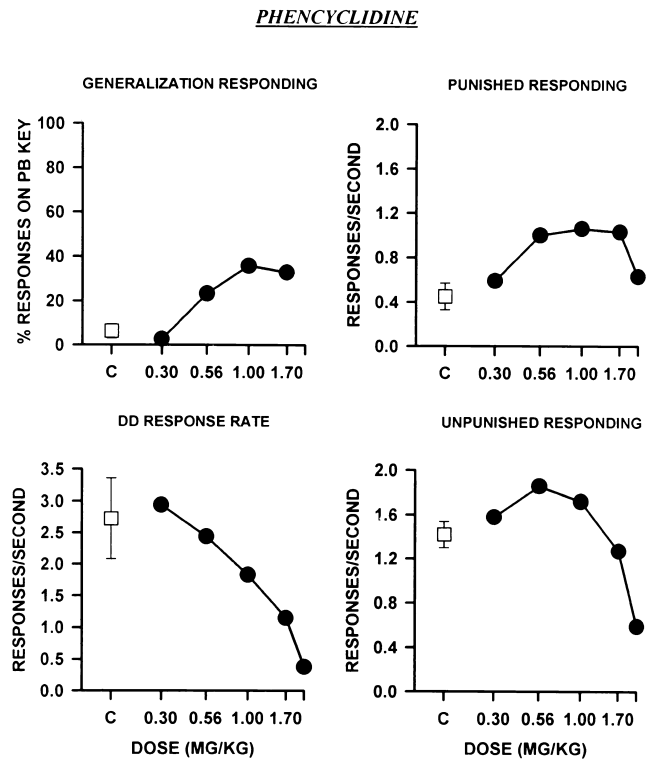 PHENCYCLIDINE
GENERALIZATION RESPONDING
% RESPONSES ON PB KEY
100
80
60
40
20
0
C 0.30 0.56 1.00 1.70
PUNISHED RESPONDING
RESPONSES/SECOND
2.0
1.6
1.2
0.8
0.4
0.0
C 0.30 0.56 1.00 1.70
DD RESPONSE RATE
RESPONSES/SECOND
3.5
3.0
2.5
2.0
1.5
1.0
0.5
0.0
C 0.30 0.56 1.00 1.70
DOSE (MG/KG)
UNPUNISHED RESPONDING
RESPONSES/SECOND
2.0
1.6
1.2
0.8
0.4
0.0
C 0.30 0.56 1.00 1.70
DOSE (MG/KG)